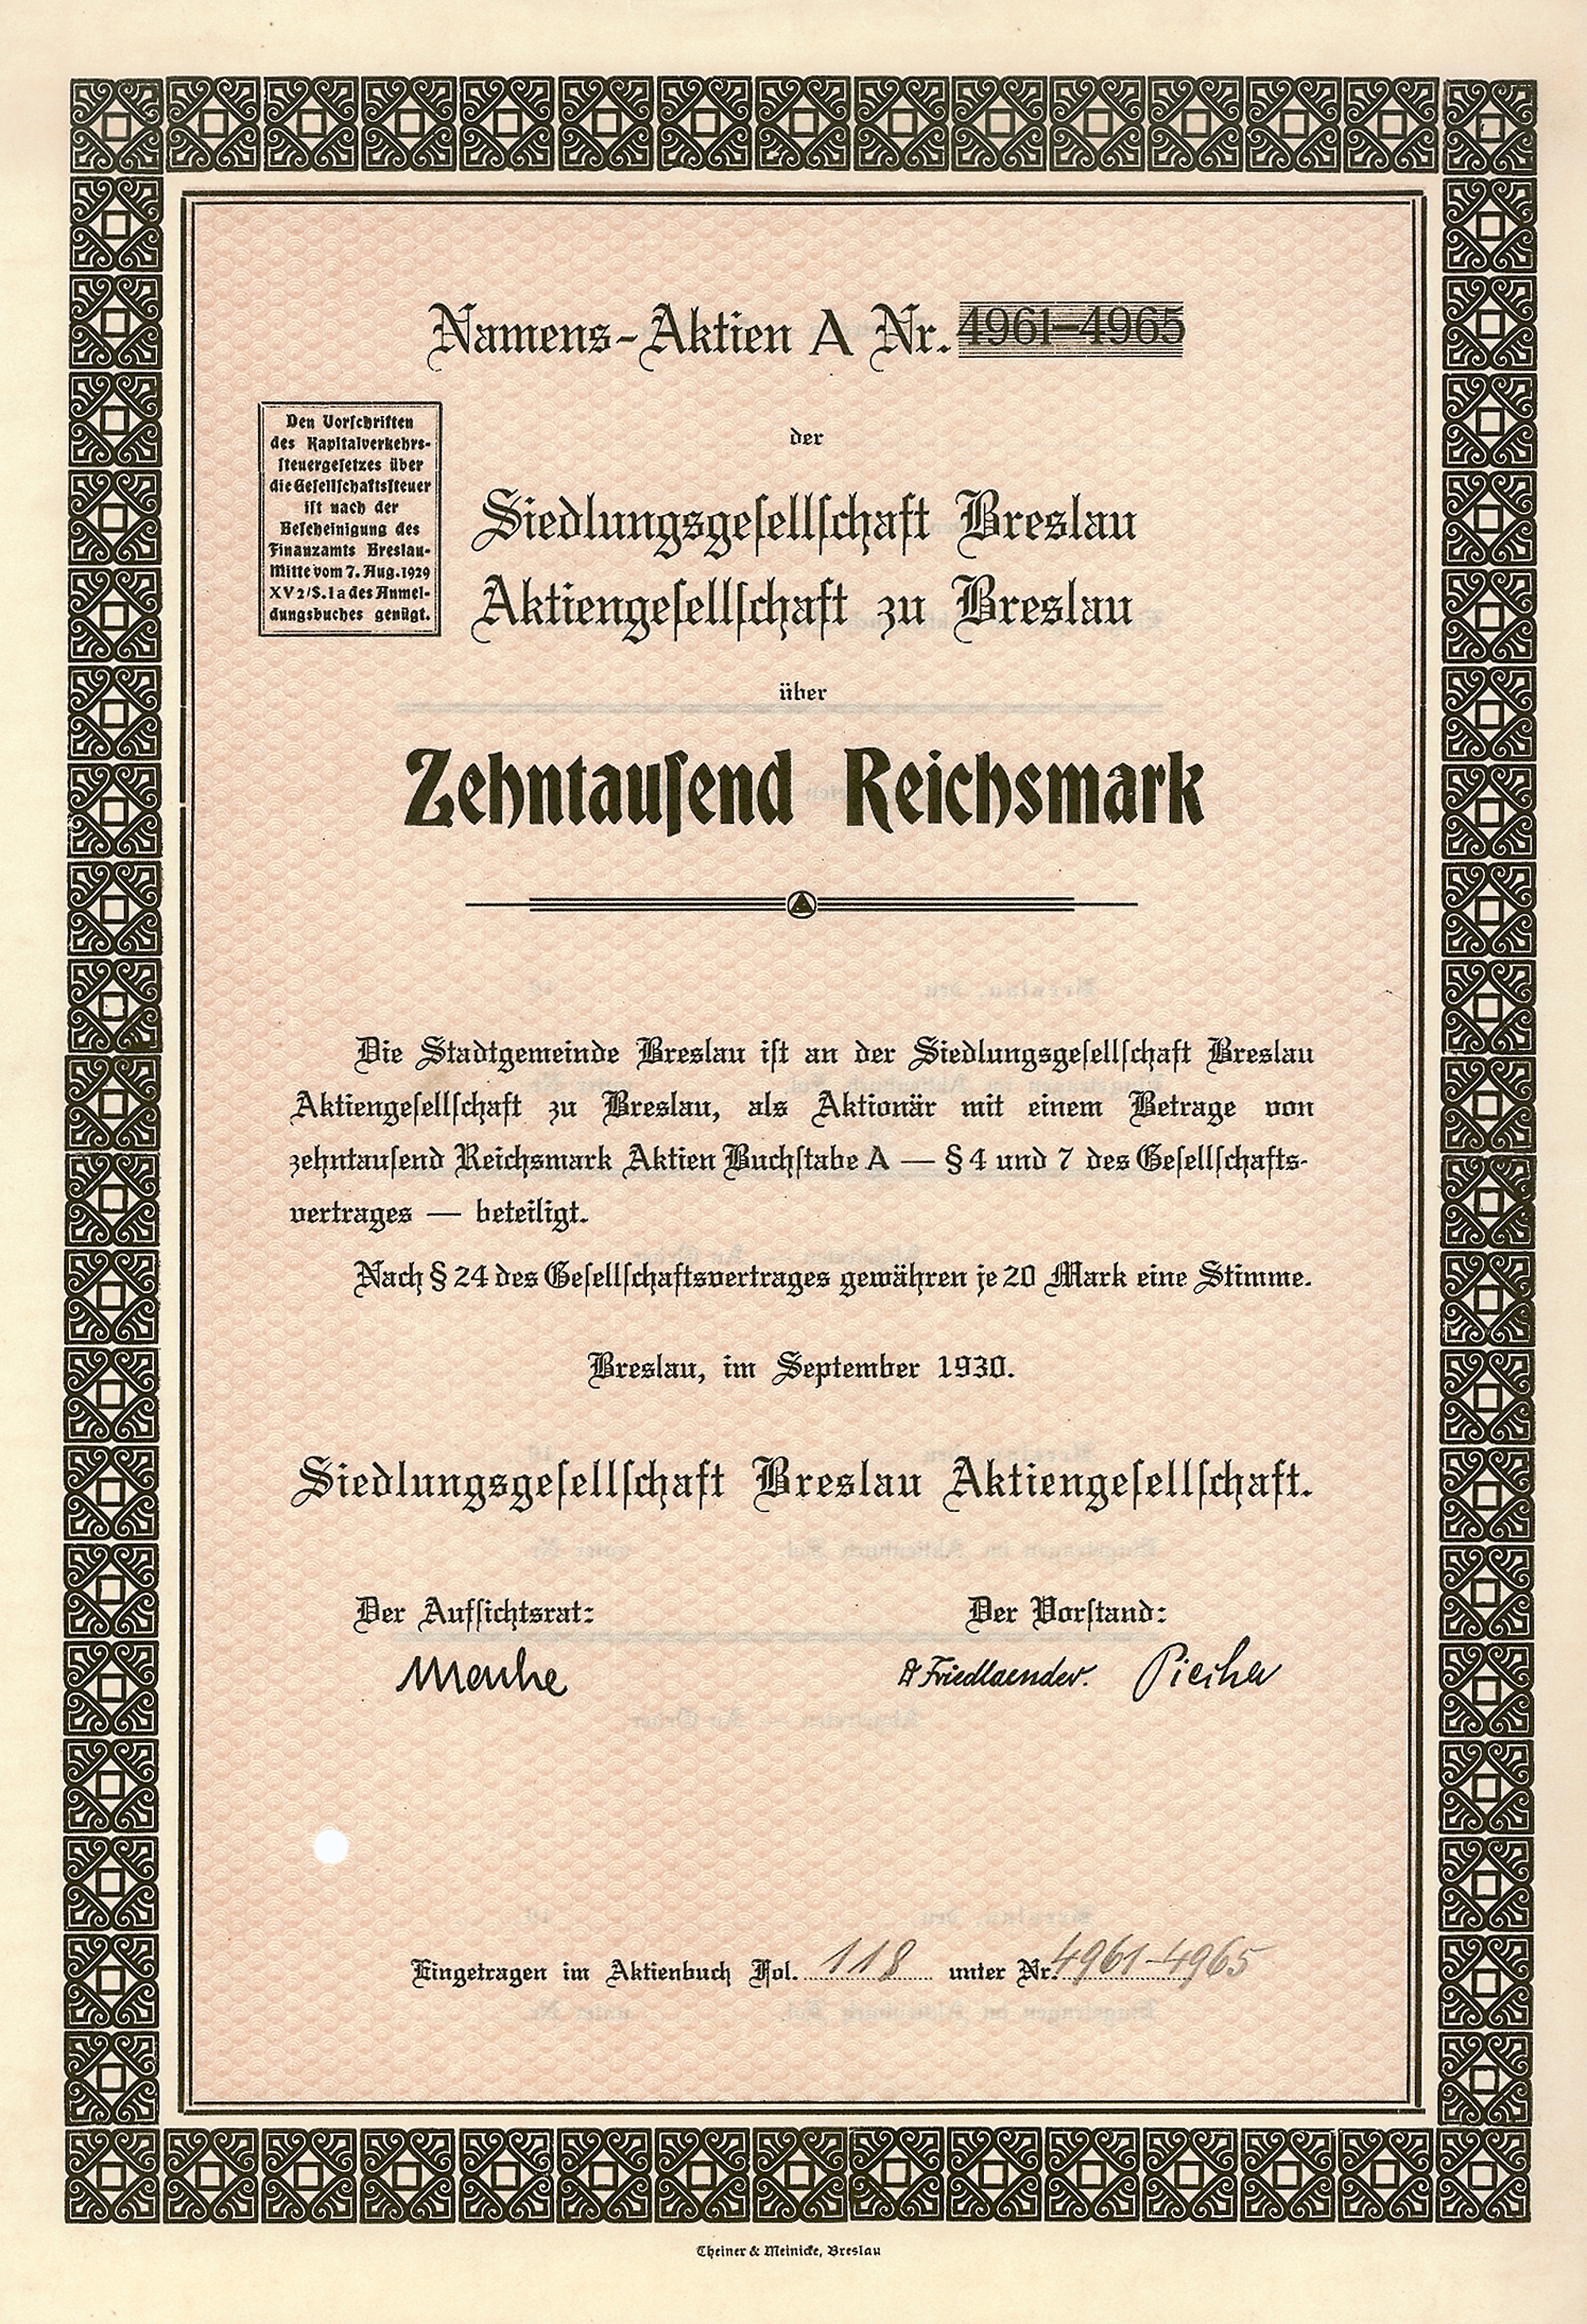 Namens-Aktien A Nr. 4961–4965
Den Vorſchriften
des Kapitalverkehrs-
ſteuergeſetzes über
die Geſellſchaftsſteuer
iſt nach der
Beſcheinigung des
Finanzamts Breslau-
Mitte vom 7. Aug. 1929
XV 2/S. 1a des Anmel-
dungsbuches genügt.
der
Siedlungsgeſellſchaft Breslau
Aktiengeſellſchaft zu Breslau
über
Zehntauſend Reichsmark
Die Stadtgemeinde Breslau iſt an der Siedlungsgeſellſchaft Breslau
Aktiengeſellſchaft zu Breslau, als Aktionär mit einem Betrage von
zehntauſend Reichsmark Aktien Buchſtabe A — § 4 und 7 des Geſellſchafts-
vertrages — beteiligt.
Nach § 24 des Geſellſchaftsvertrages gewähren je 20 Mark eine Stimme.
Breslau, im September 1930.
Siedlungsgeſellſchaft Breslau Aktiengeſellſchaft.
Der Aufſichtsrat:
Der Vorſtand:
Dr Friedlaender.
Eingetragen im Aktienbuch Fol. 118 unter Nr. 4961-4965
Theiner & Meinicke, Breslau